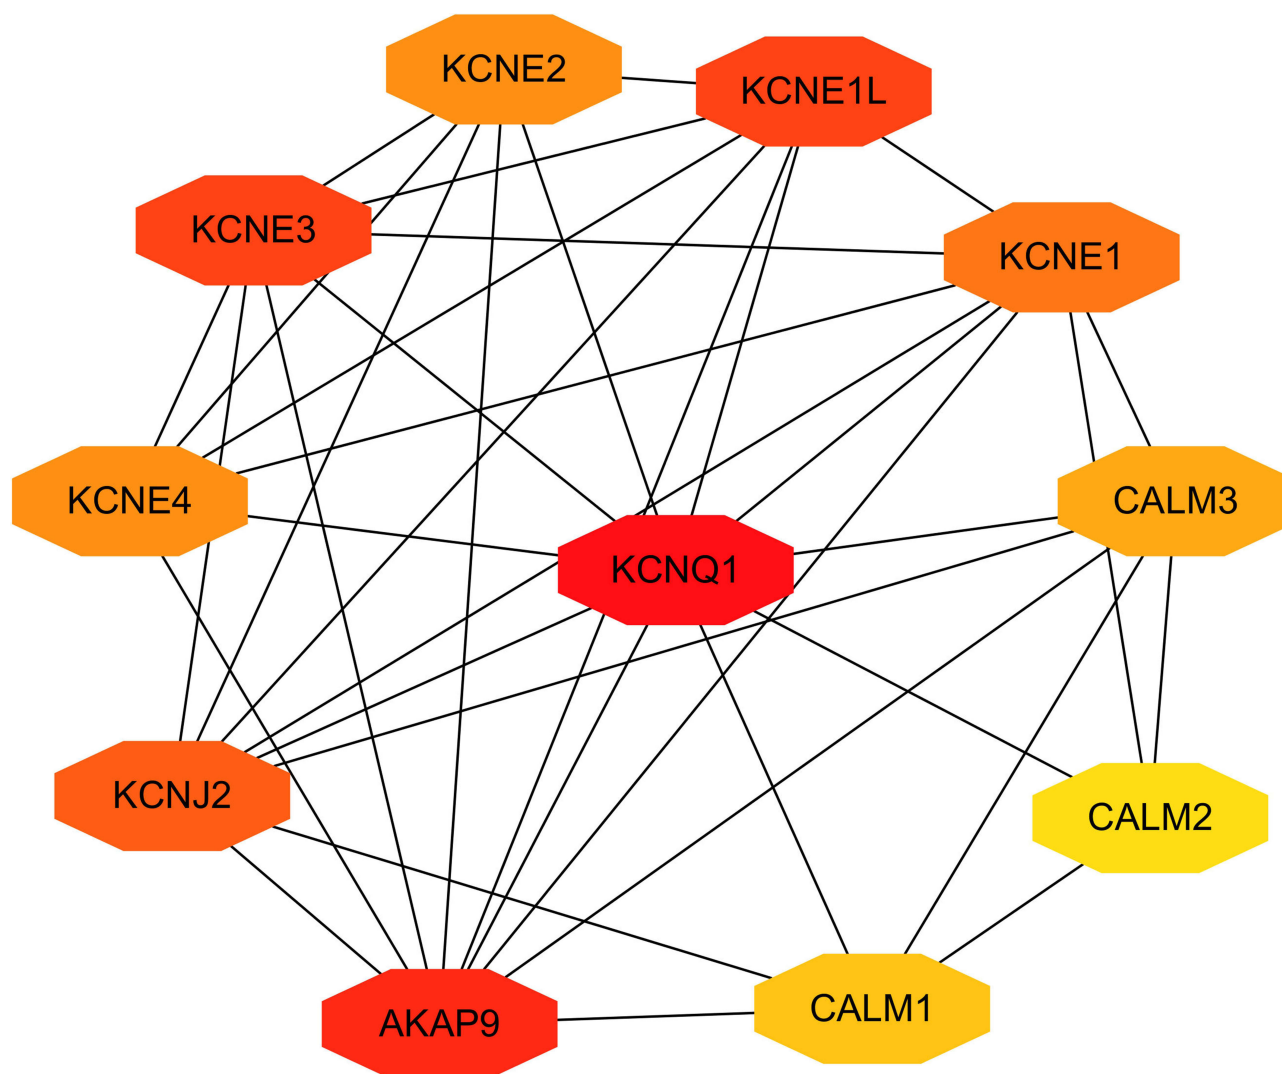 KCNE2
KCNE1L
KCNE3
KCNE1
KCNE4
CALM3
KCNQ1
KCNJ2
CALM2
CALM1
AKAP9